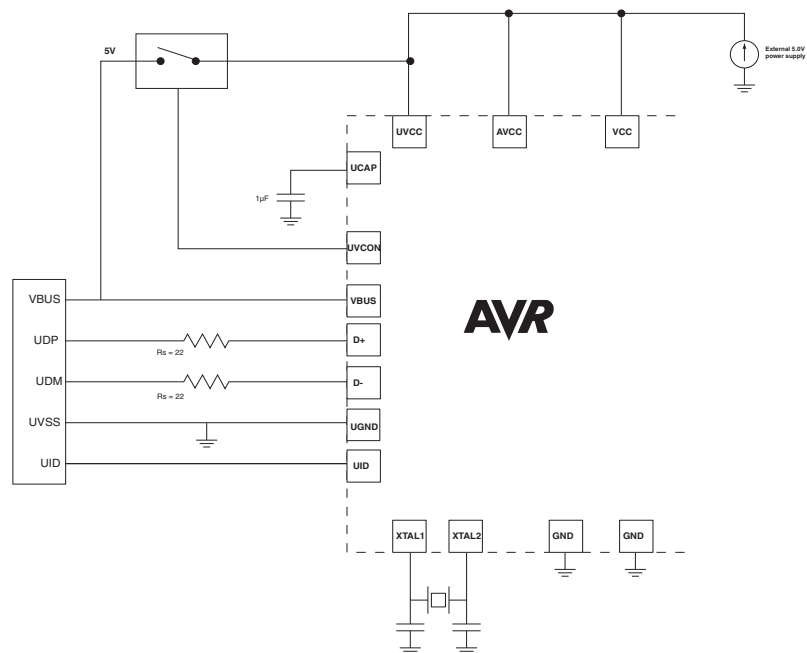 5V
External 5.0V
power supply
UVCC
AVCC
VCC
UCAP
1µF
UVCON
VBUS
VBUS
UDP
Rs = 22
D+
UDM
Rs = 22
D-
UVSS
UGND
UID
UID
AVR
XTAL1
XTAL2
GND
GND